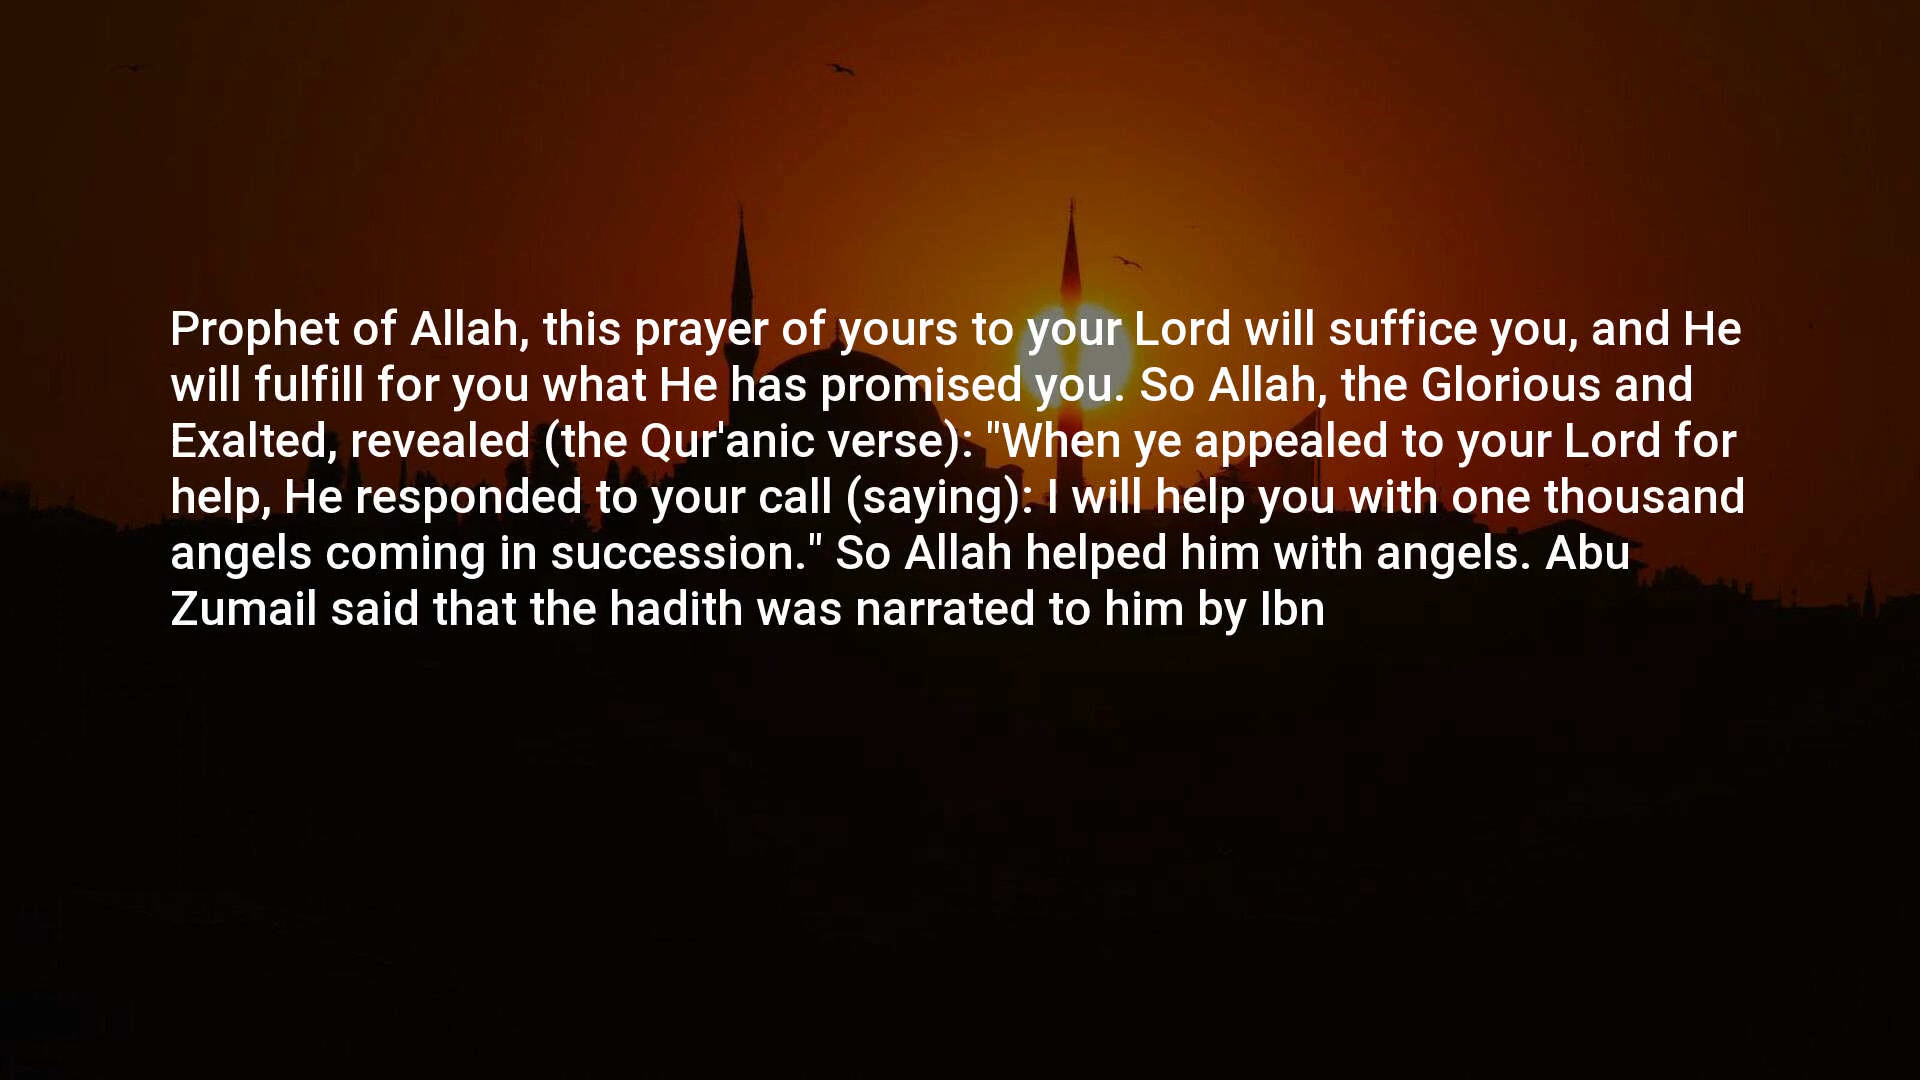 Prophet of Allah, this prayer of yours to your Lord will suffice you, and He
will fulfill for you what He has promised you. So Allah, the Glorious and
Exalted, revealed (the Qur'anic verse): "When ye appealed to your Lord for
help, He responded to your call (saying): I will help you with one thousand
angels coming in succession." So Allah helped him with angels. Abu
Zumail said that the hadith was narrated to him by Ibn